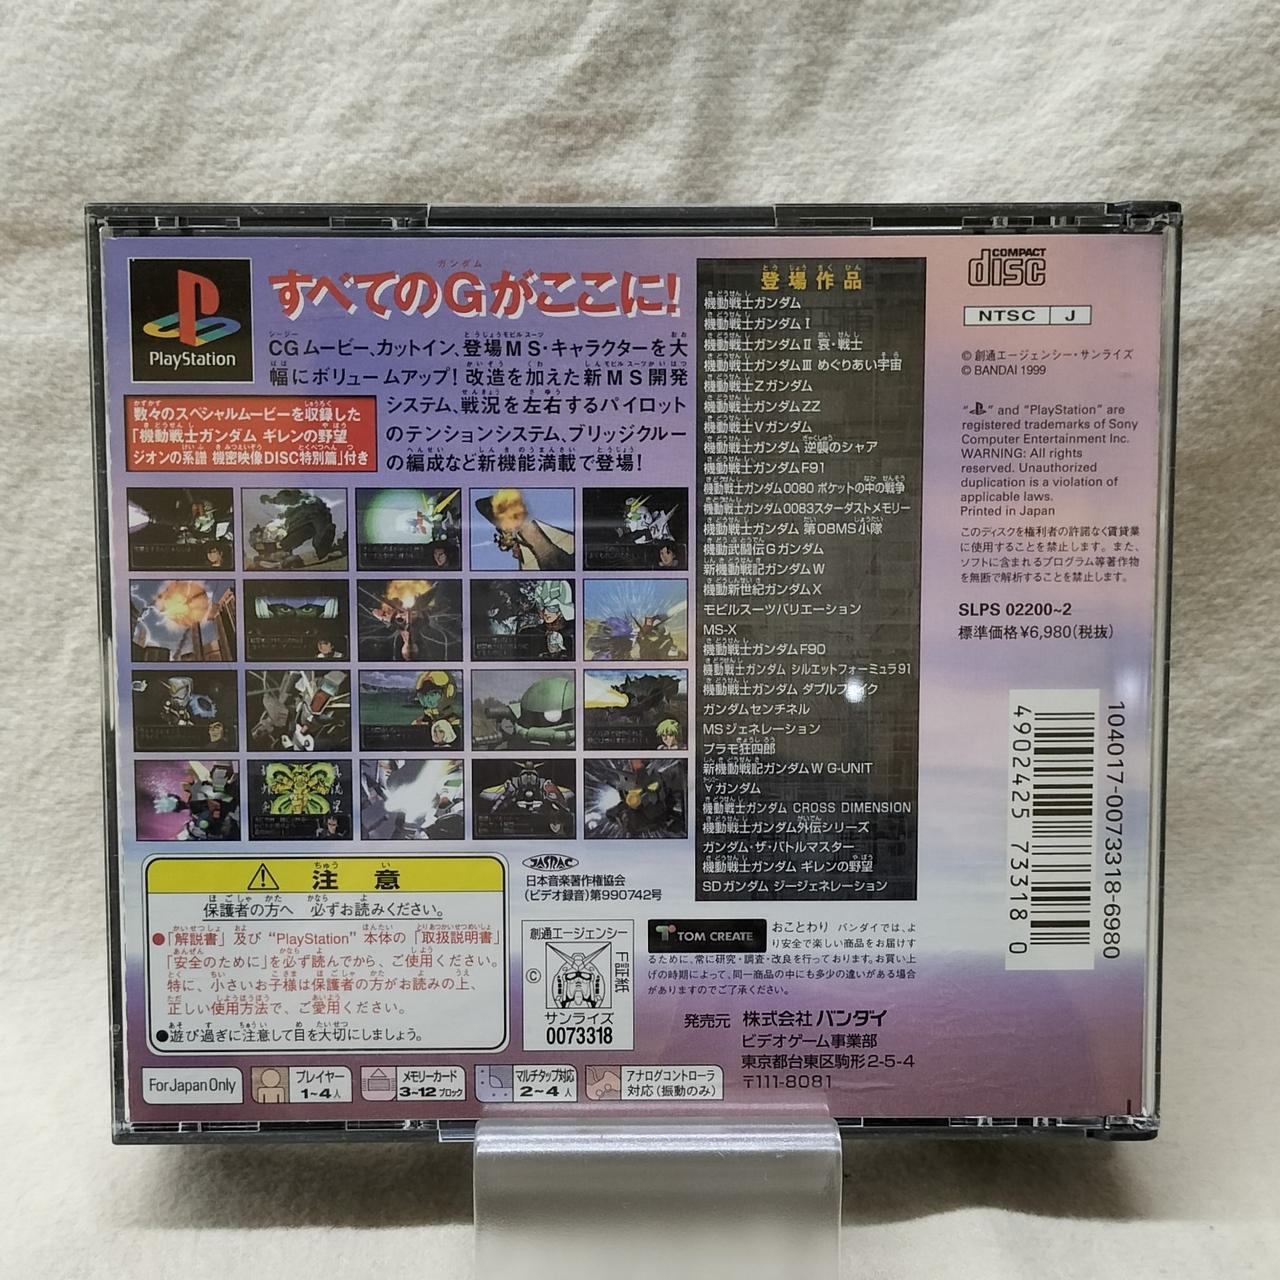 PlayStation
すべてのGがここに!
CGムービー、カットイン、登場MS・キャラクターを大
幅にボリュームアップ!改造を加えた新MS開発
システム、戦況を左右するパイロット
のテンションシステム、ブリッジクルー
の編成など新機能満載で登場!
数々のスペシャルムービーを収録した
「機動戦士ガンダム ギレンの野望
ジオンの系譜 機密映像DISC特別篇」付き
登場作品
機動戦士ガンダム
機動戦士ガンダムI
機動戦士ガンダムII 哀・戦士
機動戦士ガンダムIII めぐりあい宇宙
機動戦士Zガンダム
機動戦士ガンダムZZ
機動戦士Vガンダム
機動戦士ガンダム 逆襲のシャア
機動戦士ガンダムF91
機動戦士ガンダム0080 ポケットの中の戦争
機動戦士ガンダム0083スターダストメモリー
機動戦士ガンダム 第08MS小隊
機動武闘伝Gガンダム
新機動戦記ガンダムW
機動新世紀ガンダムX
モビルスーツバリエーション
MS-X
機動戦士ガンダムF90
機動戦士ガンダム シルエットフォーミュラ91
機動戦士ガンダム ダブルフェイク
ガンダムセンチネル
MSジェネレーション
プラモ狂四郎
新機動戦記ガンダムW G-UNIT
∀ガンダム
機動戦士ガンダム CROSS DIMENSION
機動戦士ガンダム外伝シリーズ
ガンダム・ザ・バトルマスター
機動戦士ガンダム ギレンの野望
SDガンダム ジージェネレーション
COMPACT
disc
NTSC J
© 創通エージェンシー・サンライズ
© BANDAI 1999
" " and "PlayStation" are
registered trademarks of Sony
Computer Entertainment Inc.
WARNING: All rights
reserved. Unauthorized
duplication is a violation of
applicable laws.
Printed in Japan
このディスクを権利者の許諾なく賃貸業
に使用することを禁止します。また、
ソフトに含まれるプログラム等著作物
を無断で解析することを禁止します。
SLPS 02200~2
標準価格¥6,980(税抜)
104017-0073318-6980
4902425 733180
注意
保護者の方へ 必ずお読みください。
●「解説書」及び"PlayStation"本体の「取扱説明書」
「安全のために」を必ず読んでから、ご使用ください。
特に、小さいお子様は保護者の方がお読みの上、
正しい使用方法で、ご愛用ください。
●遊び過ぎに注意して目を大切にしましょう。
JASRAC
日本音楽著作権協会
(ビデオ録音)第990742号
創通エージェンシー
©
F証紙
サンライズ
0073318
TOM CREATE
おことわり バンダイでは、よ
り安全で楽しい商品をお届けす
るために、常に研究・調査・改良を行っております。お買い上
げの時期によって、同一商品の中にも多少の違いがある場合
がありますのでご了承ください。
発売元 株式会社バンダイ
ビデオゲーム事業部
東京都台東区駒形2-5-4
〒111-8081
For Japan Only
プレイヤー
1~4人
メモリーカード
3~12ブロック
マルチタップ対応
2~4人
アナログコントローラ
対応(振動のみ)